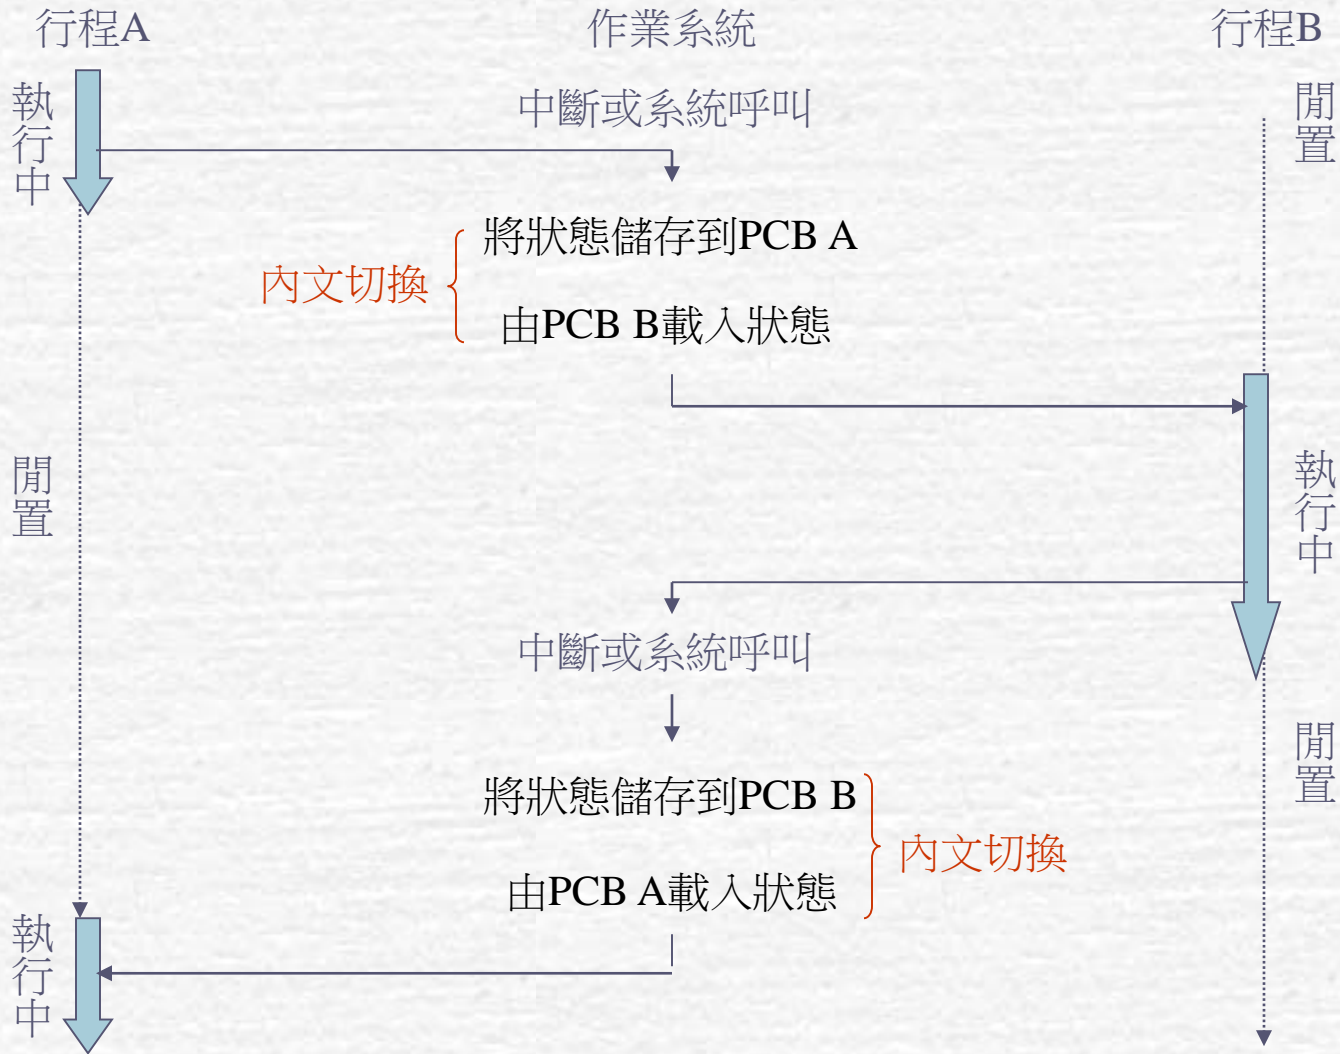 行程A
作業系統
行程B
執行中
中斷或系統呼叫
閒置
將狀態儲存到PCB A
內文切換
由PCB B載入狀態
閒置
執行中
中斷或系統呼叫
閒置
將狀態儲存到PCB B
內文切換
由PCB A載入狀態
執行中